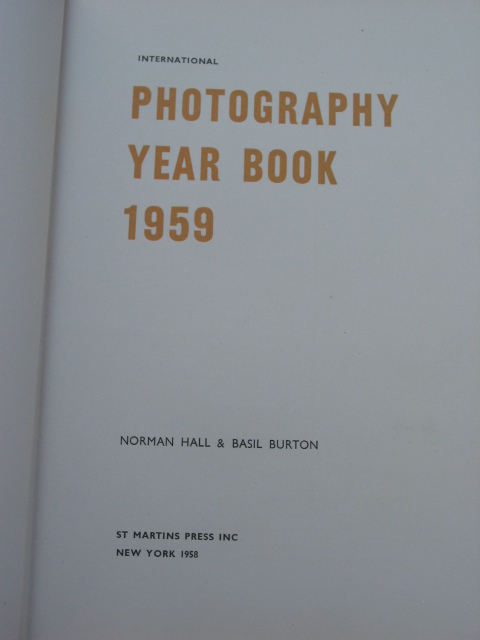 INTERNATIONAL
PHOTOGRAPHY
YEAR BOOK
1959
NORMAN HALL & BASIL BURTON
ST MARTINS PRESS INC
NEW YORK 1958